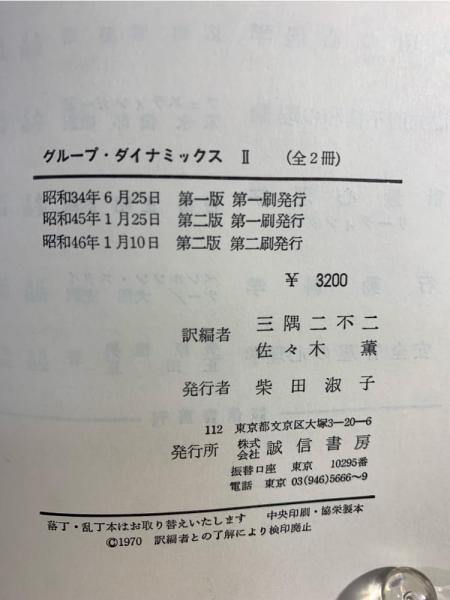 グループ・ダイナミックス Ⅱ (全2冊)
昭和34年6月25日 第一版 第一刷発行
昭和45年1月25日 第二版 第一刷発行
昭和46年1月10日 第二版 第二刷発行
¥ 3200
訳編者 三隅二不二
佐々木 薫
発行者 柴田淑子
112 東京都文京区大塚3―20―6
発行所 株式会社 誠信書房
振替口座 東京 10295番
電話 東京 03(946)5666〜9
落丁・乱丁本はお取り替えいたします 中央印刷・協栄製本
©1970 訳編者との了解により検印廃止